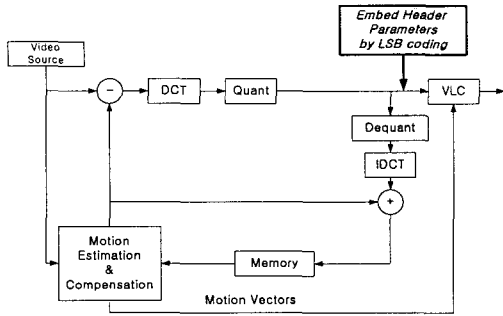 Embed Header
Parameters
by LSB coding
Video
Source
−
DCT
Quant
VLC
Dequant
IDCT
+
Motion
Estimation
&
Compensation
Memory
Motion Vectors